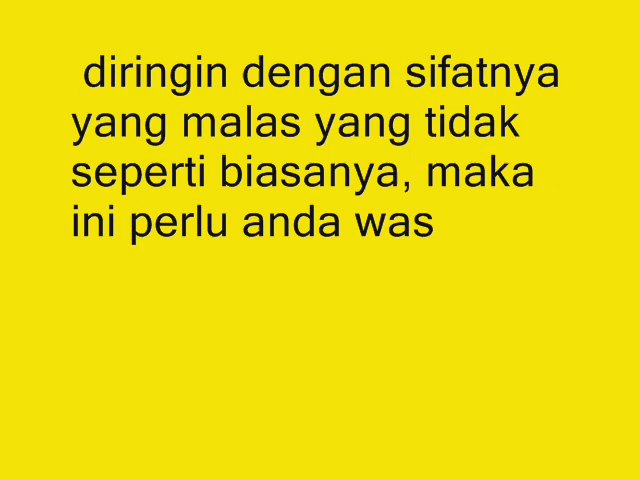 diringin dengan sifatnya
yang malas yang tidak
seperti biasanya, maka
ini perlu anda was